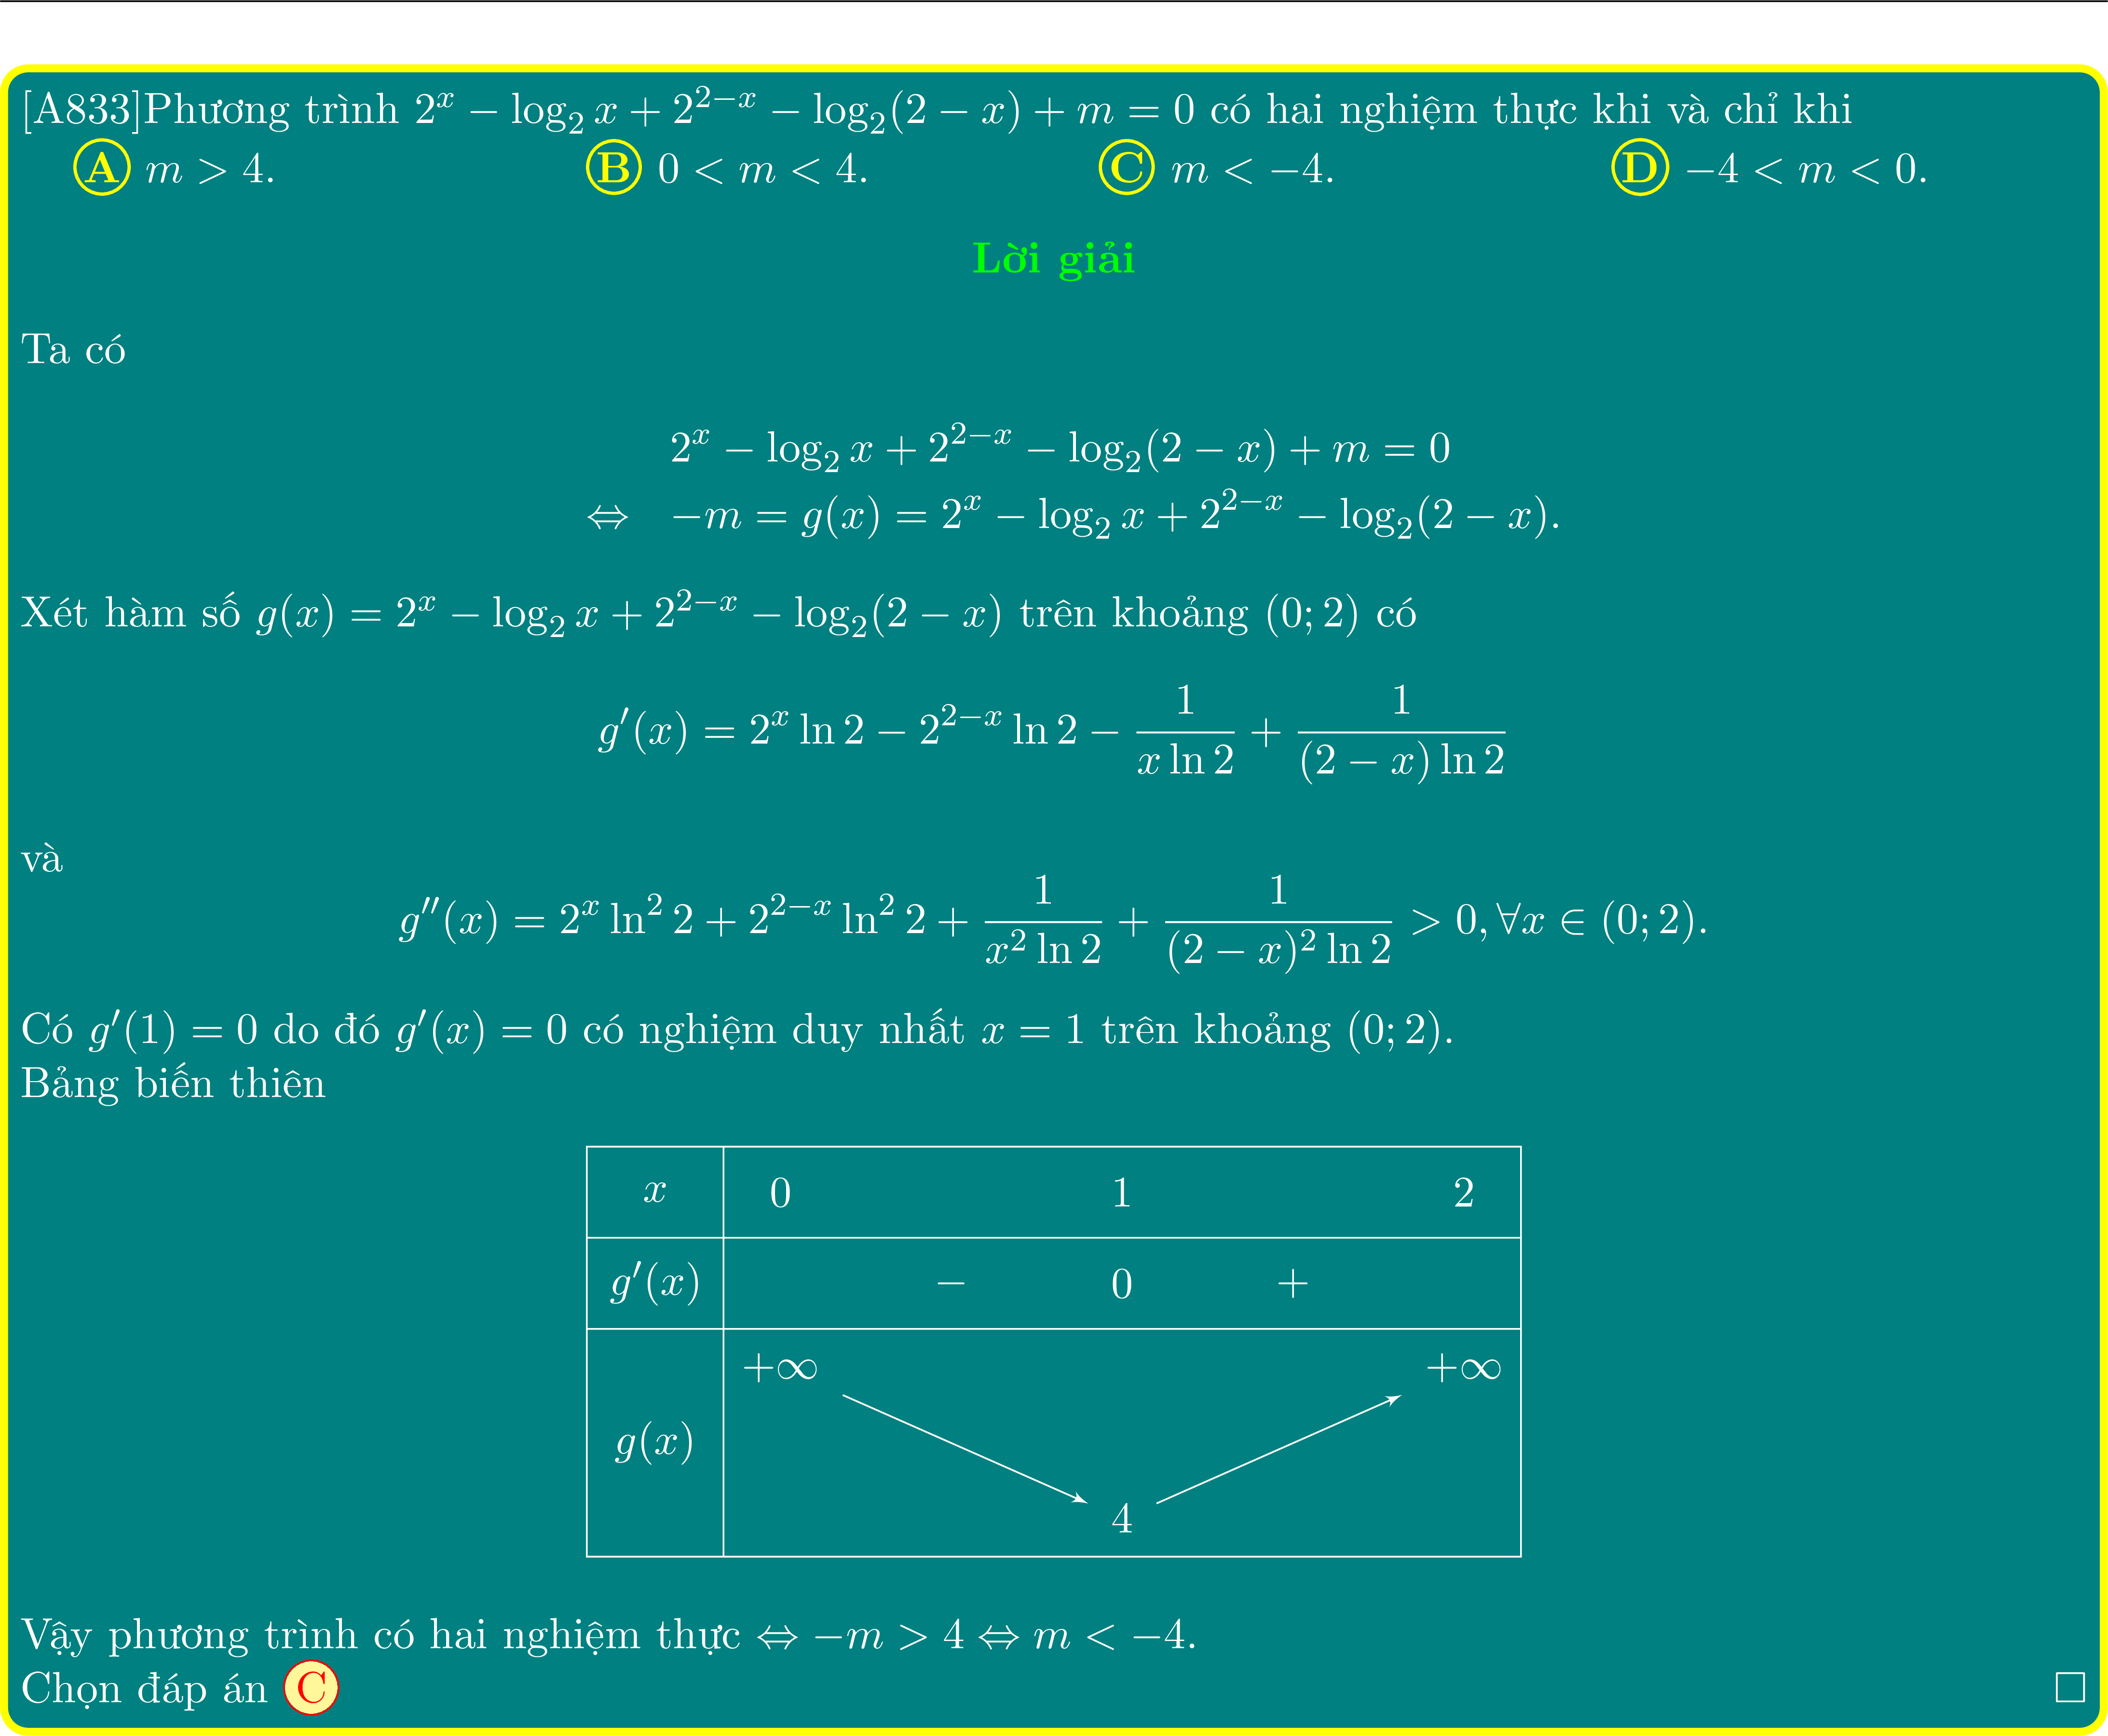 [A833]Phương trình $2^x - \log_2 x + 2^{2-x} - \log_2(2 - x) + m = 0$ có hai nghiệm thực khi và chỉ khi
Ⓐ $m > 4$. Ⓑ $0 < m < 4$. Ⓒ $m < -4$. Ⓓ $-4 < m < 0$.
Lời giải
Ta có
$2^x - \log_2 x + 2^{2-x} - \log_2(2 - x) + m = 0$
$\Leftrightarrow -m = g(x) = 2^x - \log_2 x + 2^{2-x} - \log_2(2 - x)$.
Xét hàm số $g(x) = 2^x - \log_2 x + 2^{2-x} - \log_2(2 - x)$ trên khoảng $(0; 2)$ có
$g'(x) = 2^x \ln 2 - 2^{2-x} \ln 2 - \frac{1}{x \ln 2} + \frac{1}{(2 - x) \ln 2}$
và
$g''(x) = 2^x \ln^2 2 + 2^{2-x} \ln^2 2 + \frac{1}{x^2 \ln 2} + \frac{1}{(2 - x)^2 \ln 2} > 0, \forall x \in (0; 2)$.
Có $g'(1) = 0$ do đó $g'(x) = 0$ có nghiệm duy nhất $x = 1$ trên khoảng $(0; 2)$.
Bảng biến thiên
$x$ 0 1 2
$g'(x)$ − 0 +
$+\infty$ $+\infty$
$g(x)$
4
Vậy phương trình có hai nghiệm thực $\Leftrightarrow -m > 4 \Leftrightarrow m < -4$.
Chọn đáp án Ⓒ □